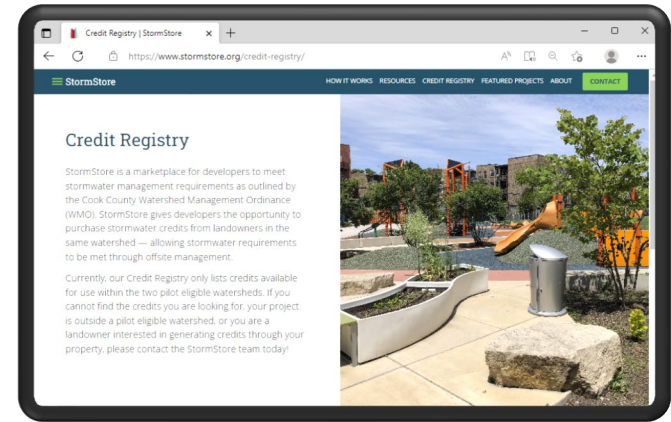 Credit Registry | StormStore
https://www.stormstore.org/credit-registry/
StormStore
HOW IT WORKS RESOURCES CREDIT REGISTRY FEATURED PROJECTS ABOUT CONTACT
Credit Registry
StormStore is a marketplace for developers to meet
stormwater management requirements as outlined by
the Cook County Watershed Management Ordinance
(WMO). StormStore gives developers the opportunity to
purchase stormwater credits from landowners in the
same watershed — allowing stormwater requirements
to be met through offsite management.
Currently, our Credit Registry only lists credits available
for use within the two pilot eligible watersheds. If you
cannot find the credits you are looking for, your project
is outside a pilot eligible watershed, or you are a
landowner interested in generating credits through your
property, please contact the StormStore team today!